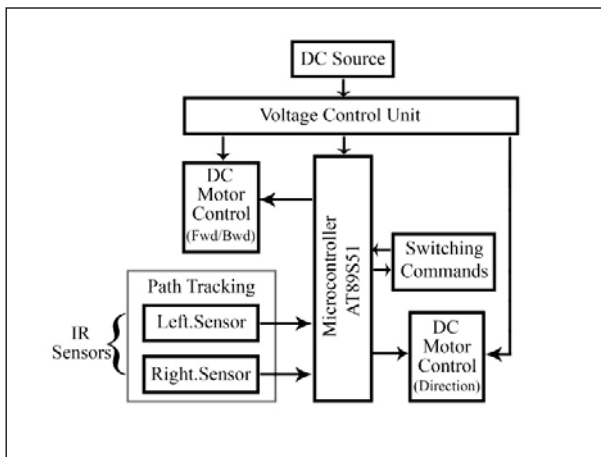 DC Source
Voltage Control Unit
DC
Motor
Control
(Fwd/Bwd)
Microcontroller
AT89S51
Switching
Commands
Path Tracking
Left.Sensor
IR
Sensors
Right.Sensor
DC
Motor
Control
(Direction)